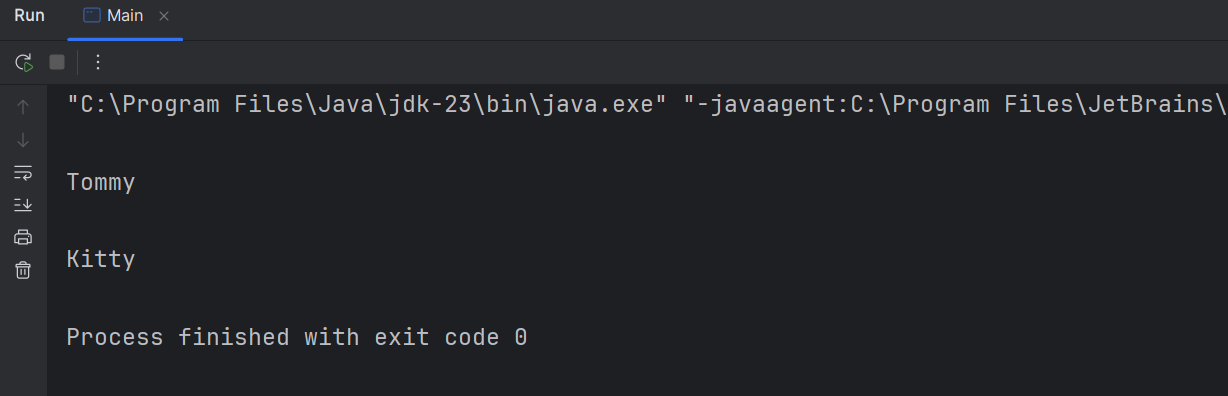 Run Main
"C:\Program Files\Java\jdk-23\bin\java.exe" "-javaagent:C:\Program Files\JetBrains\
Tommy
Kitty
Process finished with exit code 0